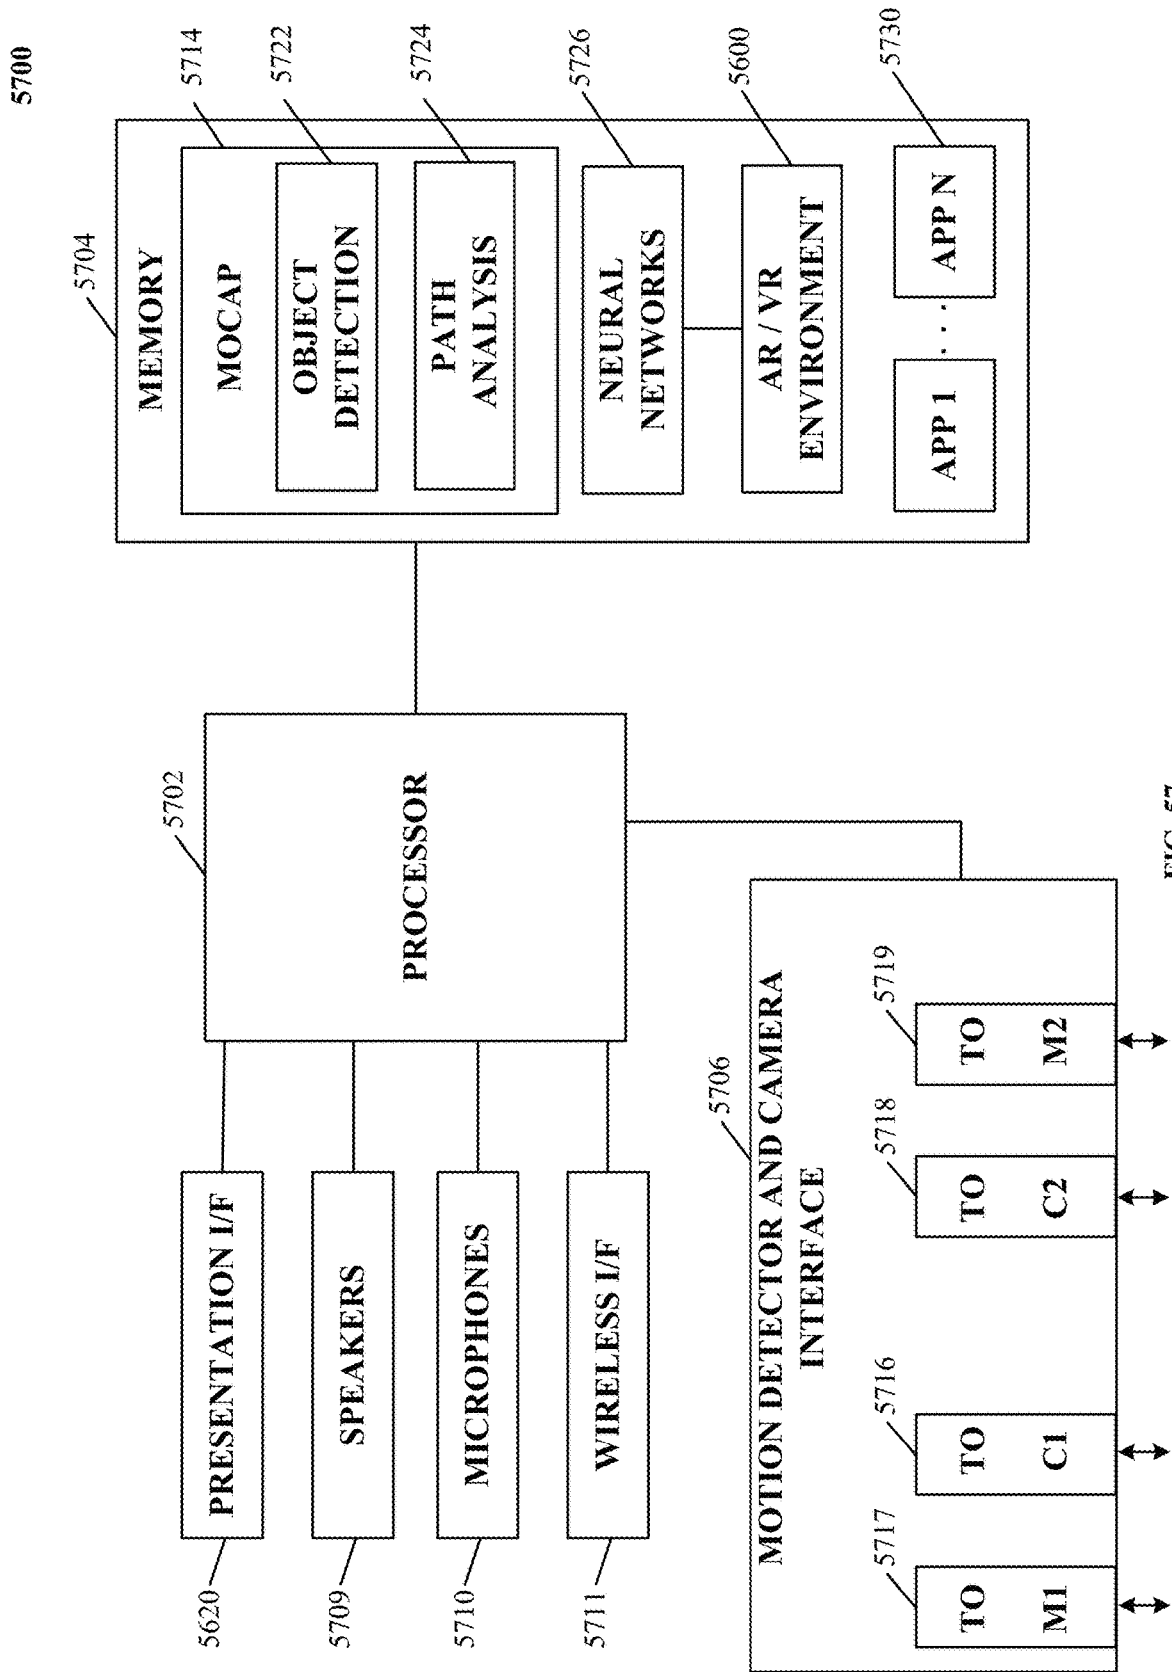 5700
5704
MEMORY
5714
MOCAP
5722
OBJECT
DETECTION
5724
PATH
ANALYSIS
5726
NEURAL
NETWORKS
5600
AR / VR
ENVIRONMENT
5730
APP 1
. . .
APP N
5702
PROCESSOR
5620
PRESENTATION I/F
5709
SPEAKERS
5710
MICROPHONES
5711
WIRELESS I/F
5706
MOTION DETECTOR AND CAMERA
INTERFACE
5717
TO
M1
5716
TO
C1
5718
TO
C2
5719
TO
M2
FIG. 57